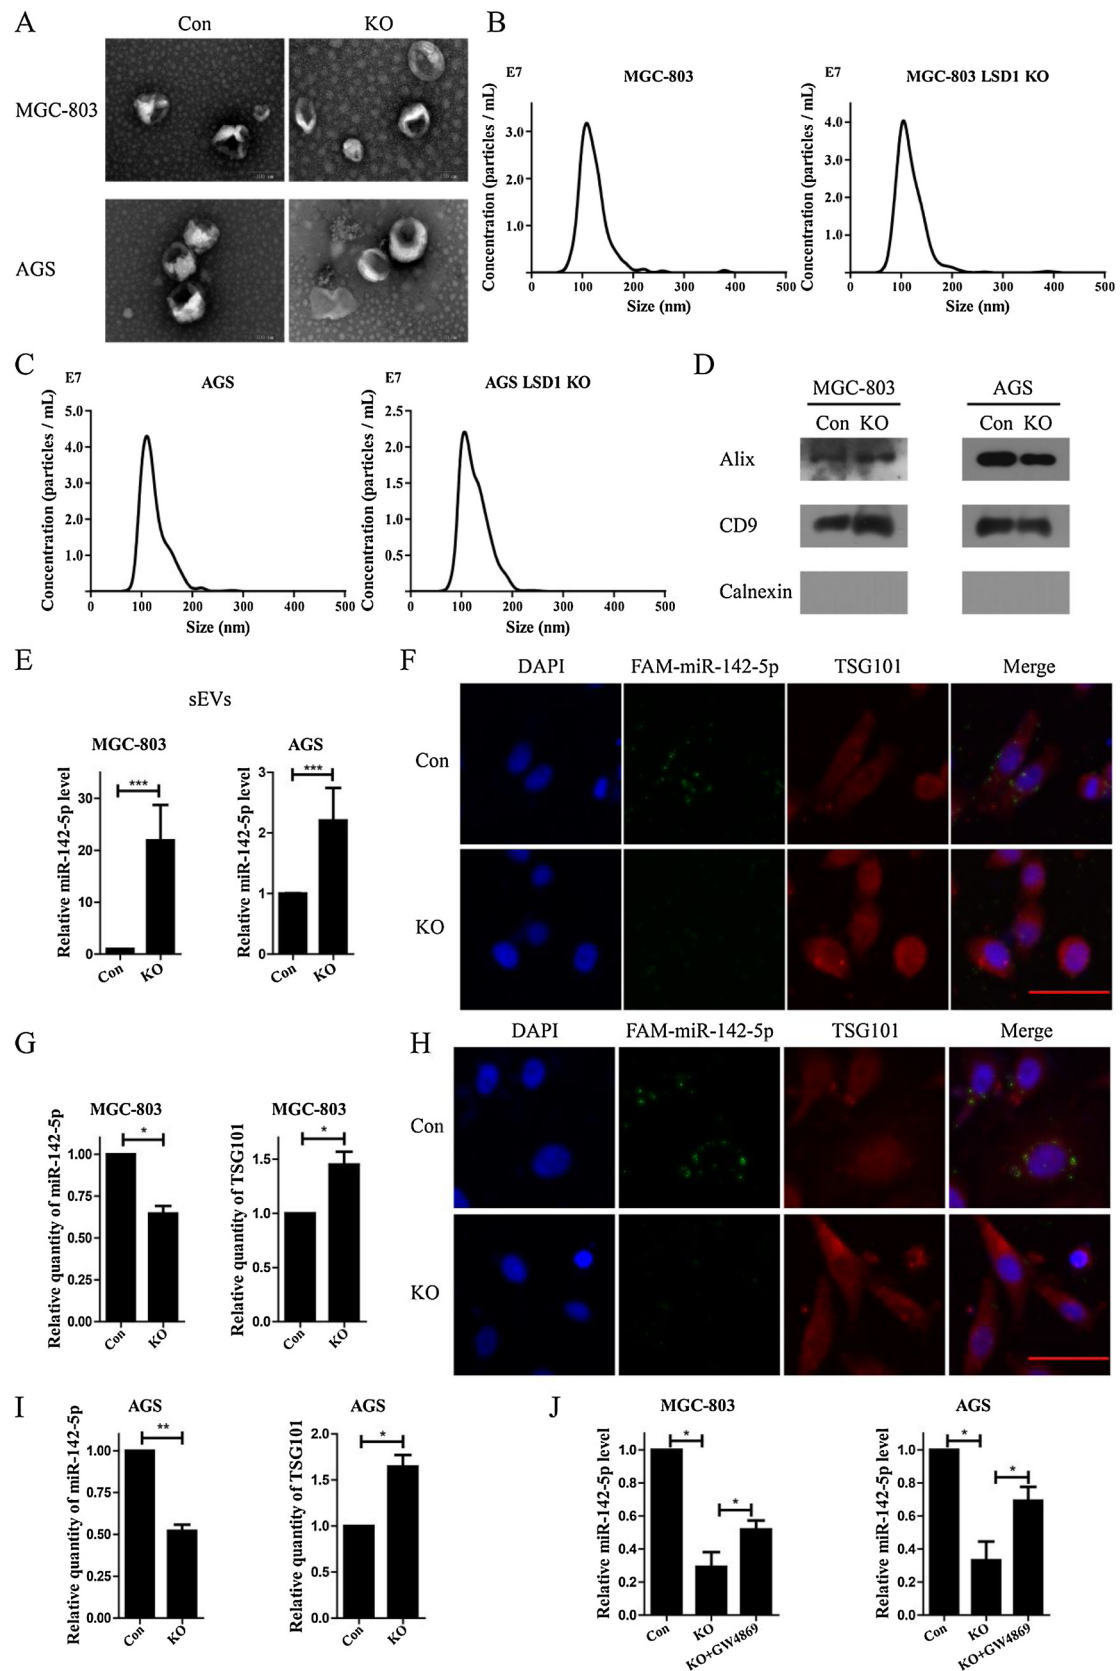 A
Con
KO
MGC-803
AGS
B
E7
MGC-803
Concentration (particles / mL)
3.0
2.0
1.0
0 100 200 300 400 500
Size (nm)
E7
MGC-803 LSD1 KO
Concentration (particles / mL)
4.0
3.0
2.0
1.0
0 100 200 300 400 500
Size (nm)
C
E7
AGS
Concentration (particles / mL)
5.0
4.0
3.0
2.0
1.0
0 100 200 300 400 500
Size (nm)
E7
AGS LSD1 KO
Concentration (particles / mL)
2.5
2.0
1.5
1.0
0.5
0 100 200 300 400 500
Size (nm)
D
MGC-803 AGS
Con KO Con KO
Alix
CD9
Calnexin
E
sEVs
MGC-803
Relative miR-142-5p level
***
30
20
10
0
Con KO
AGS
Relative miR-142-5p level
***
3
2
1
0
Con KO
F
DAPI FAM-miR-142-5p TSG101 Merge
Con
KO
G
MGC-803
Relative quantity of miR-142-5p
*
1.00
0.75
0.50
0.25
0.00
Con KO
MGC-803
Relative quantity of TSG101
*
1.5
1.0
0.5
0.0
Con KO
H
DAPI FAM-miR-142-5p TSG101 Merge
Con
KO
I
AGS
Relative quantity of miR-142-5p
**
1.00
0.75
0.50
0.25
0.00
Con KO
AGS
Relative quantity of TSG101
*
2.0
1.5
1.0
0.5
0.0
Con KO
J
MGC-803
Relative miR-142-5p level
*
*
1.0
0.8
0.6
0.4
0.2
0.0
Con KO KO+GW4869
AGS
Relative miR-142-5p level
*
*
1.0
0.8
0.6
0.4
0.2
0.0
Con KO KO+GW4869